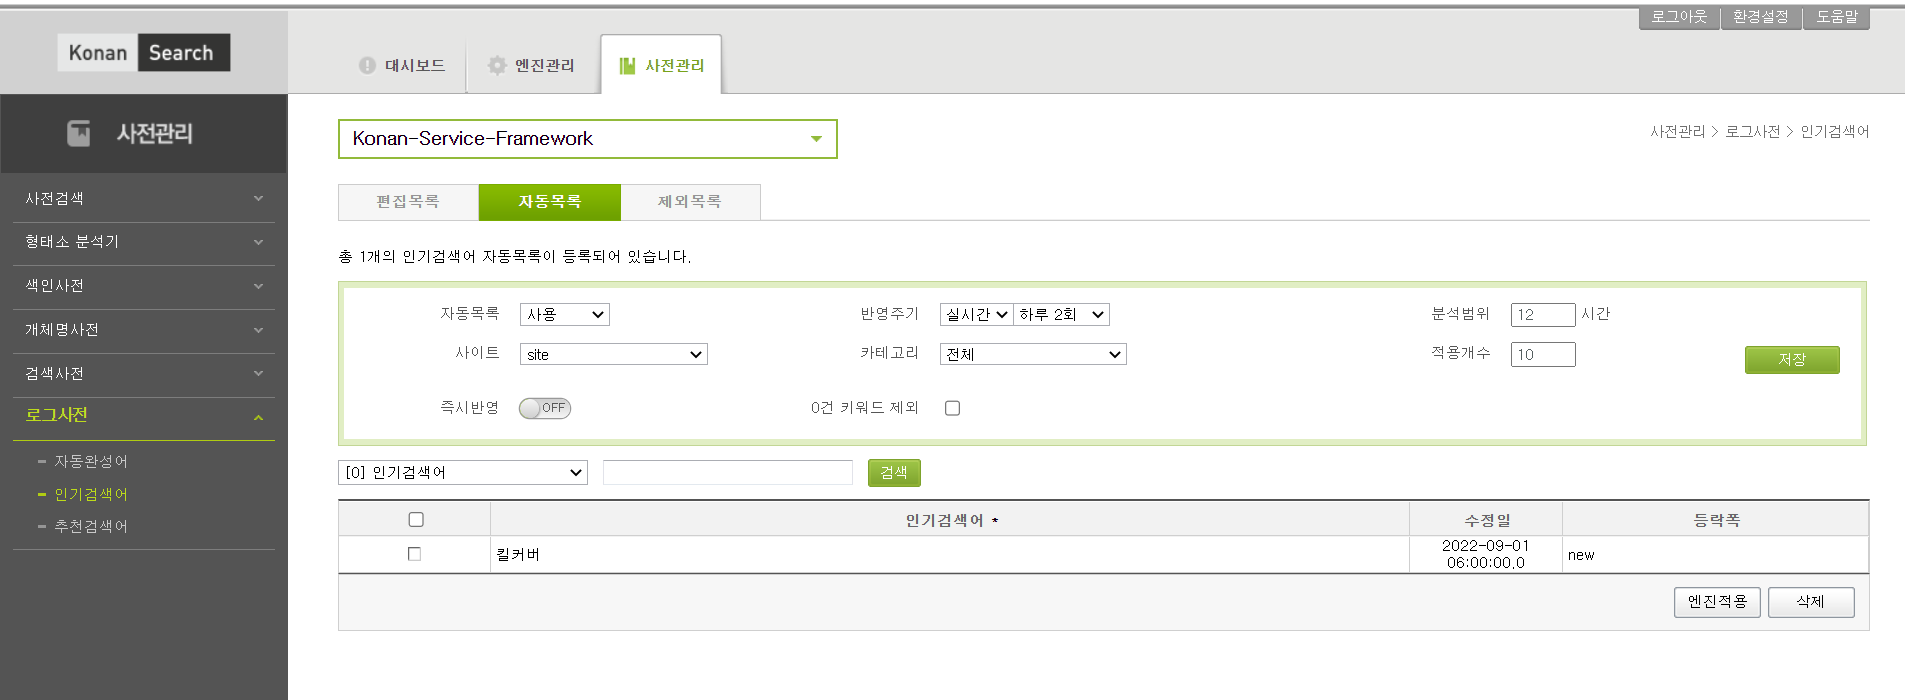 로그아웃 환경설정 도움말
Konan Search
대시보드 엔진관리 사전관리
사전관리
Konan-Service-Framework
사전관리 > 로그사전 > 인기검색어
사전검색
형태소 분석기
색인사전
개체명사전
검색사전
로그사전
자동완성어
인기검색어
추천검색어
편집목록 자동목록 제외목록
총 1개의 인기검색어 자동목록이 등록되어 있습니다.
자동목록 사용 반영주기 실시간 하루 2회 분석범위 12 시간
사이트 site 카테고리 전체 적용개수 10
저장
즉시반영 OFF 0건 키워드 제외
[0] 인기검색어 검색
인기검색어 * 수정일 등락폭
킬커버 2022-09-01 06:00:00.0 new
엔진적용 삭제